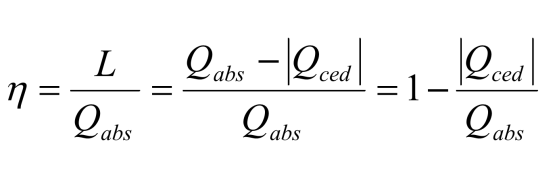 η = L / Q_abs = (Q_abs − |Q_ced|) / Q_abs = 1 − |Q_ced| / Q_abs